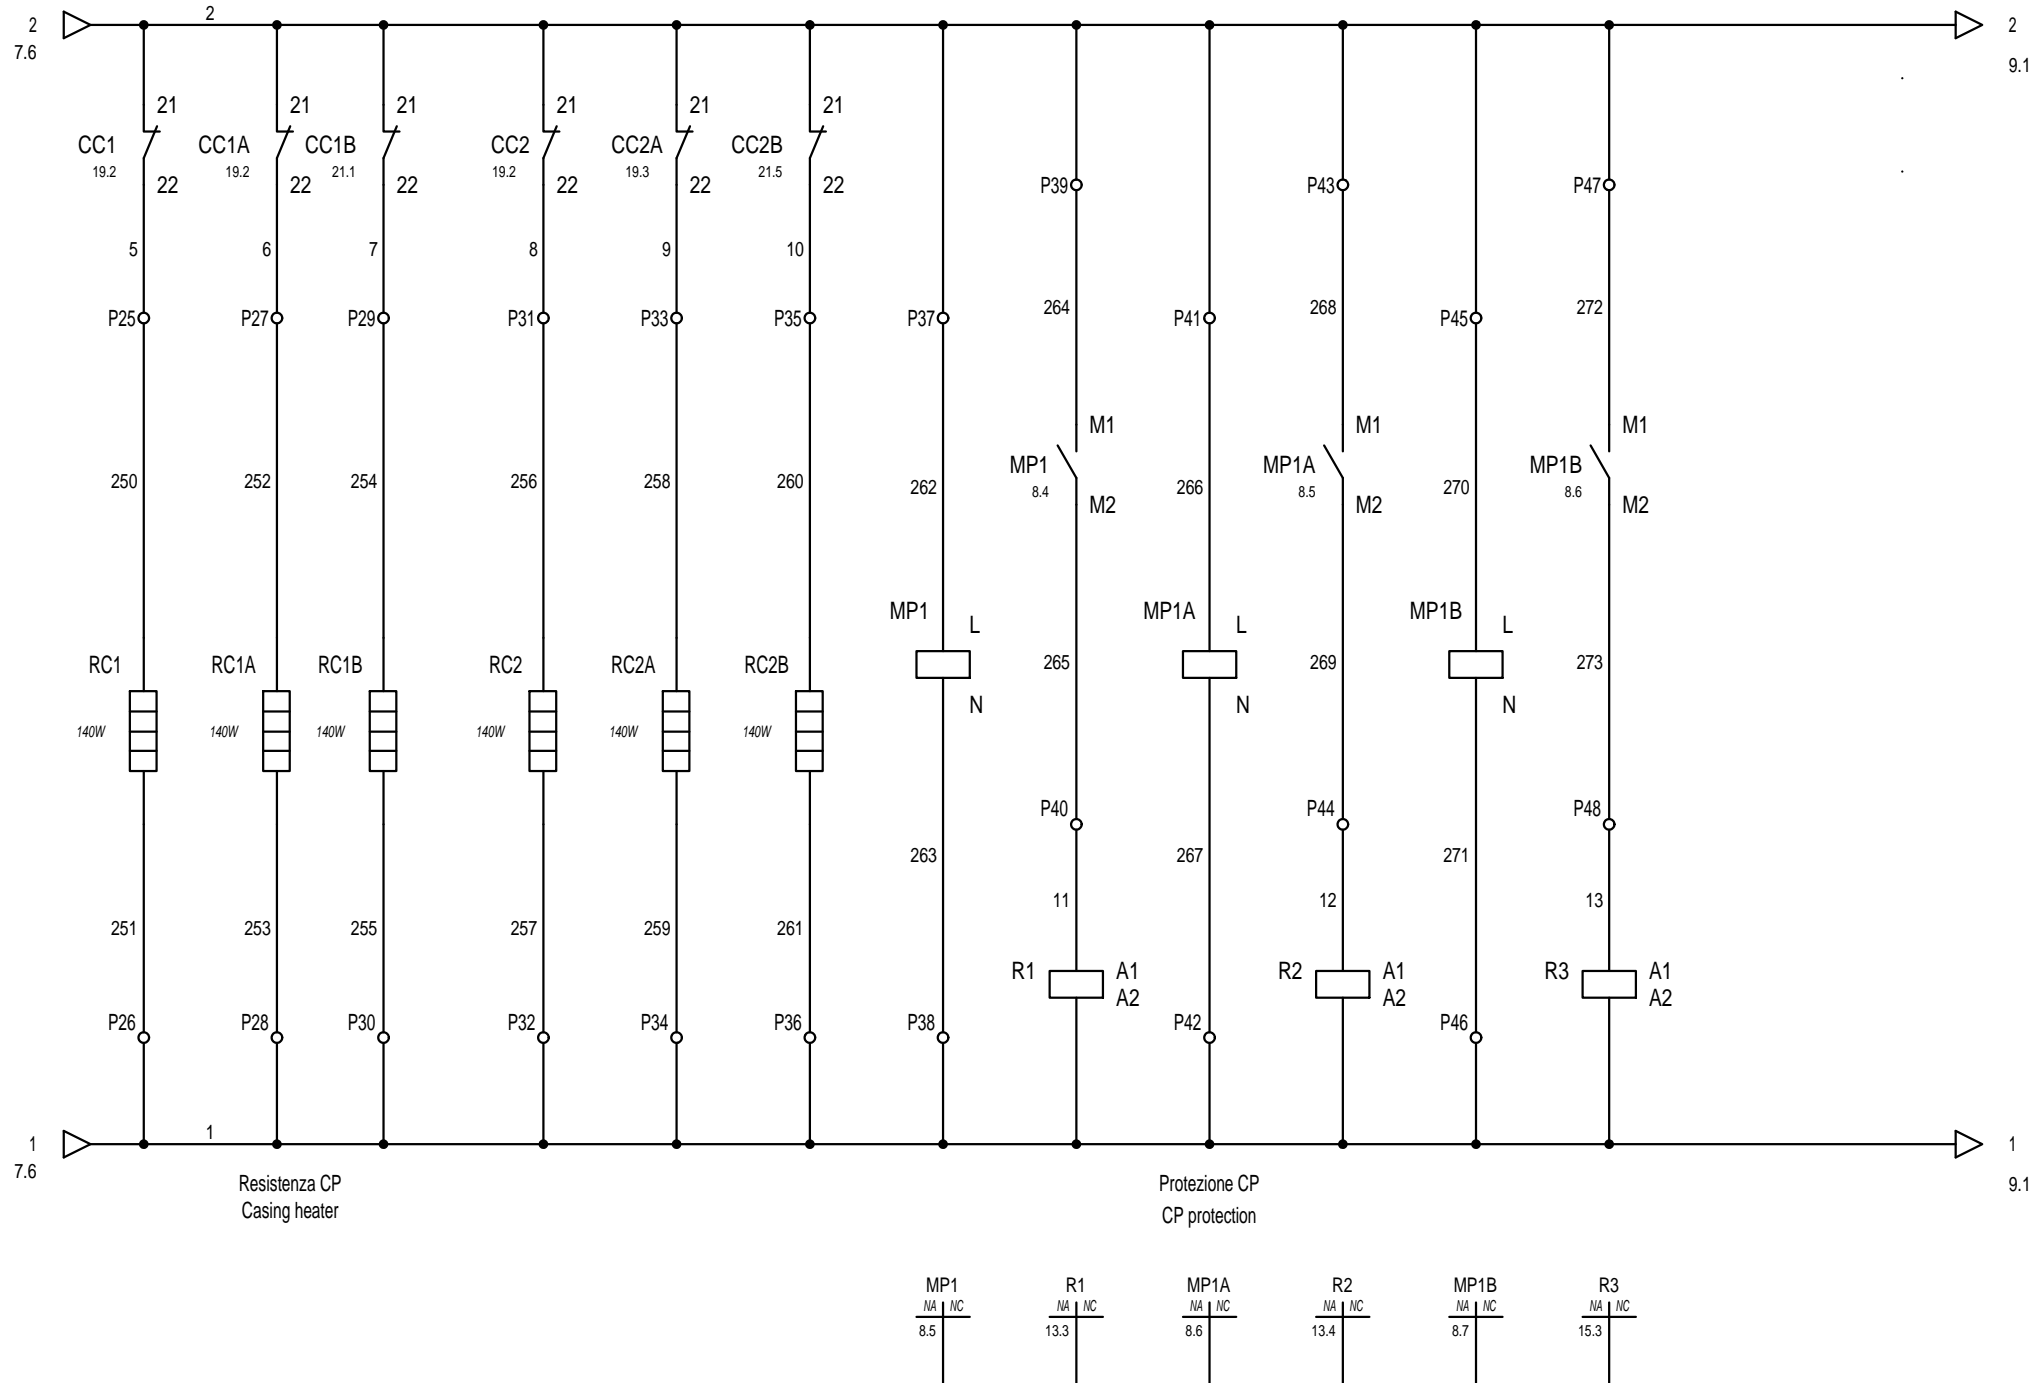 2 2 2
7.6 9.1
21 21 21 21 21 21
CC1 CC1A CC1B CC2 CC2A CC2B
19.2 19.2 21.1 19.2 19.3 21.5
22 22 22 22 22 22
P39 P43 P47
5 6 7 8 9 10
264 268 272
P25 P27 P29 P31 P33 P35 P37 P41 P45
M1 M1 M1
MP1 MP1A MP1B
8.4 8.5 8.6
250 252 254 256 258 260 262 266 270
M2 M2 M2
MP1 MP1A MP1B
L L L
RC1 RC1A RC1B RC2 RC2A RC2B 265 269 273
N N N
140W 140W 140W 140W 140W 140W
P40 P44 P48
263 267 271
11 12 13
251 253 255 257 259 261
R1 A1 R2 A1 R3 A1
A2 A2 A2
P26 P28 P30 P32 P34 P36 P38 P42 P46
1 1 1
7.6 9.1
Resistenza CP Protezione CP
Casing heater CP protection
MP1 R1 MP1A R2 MP1B R3
NA NC NA NC NA NC NA NC NA NC NA NC
8.5 13.3 8.6 13.4 8.7 15.3